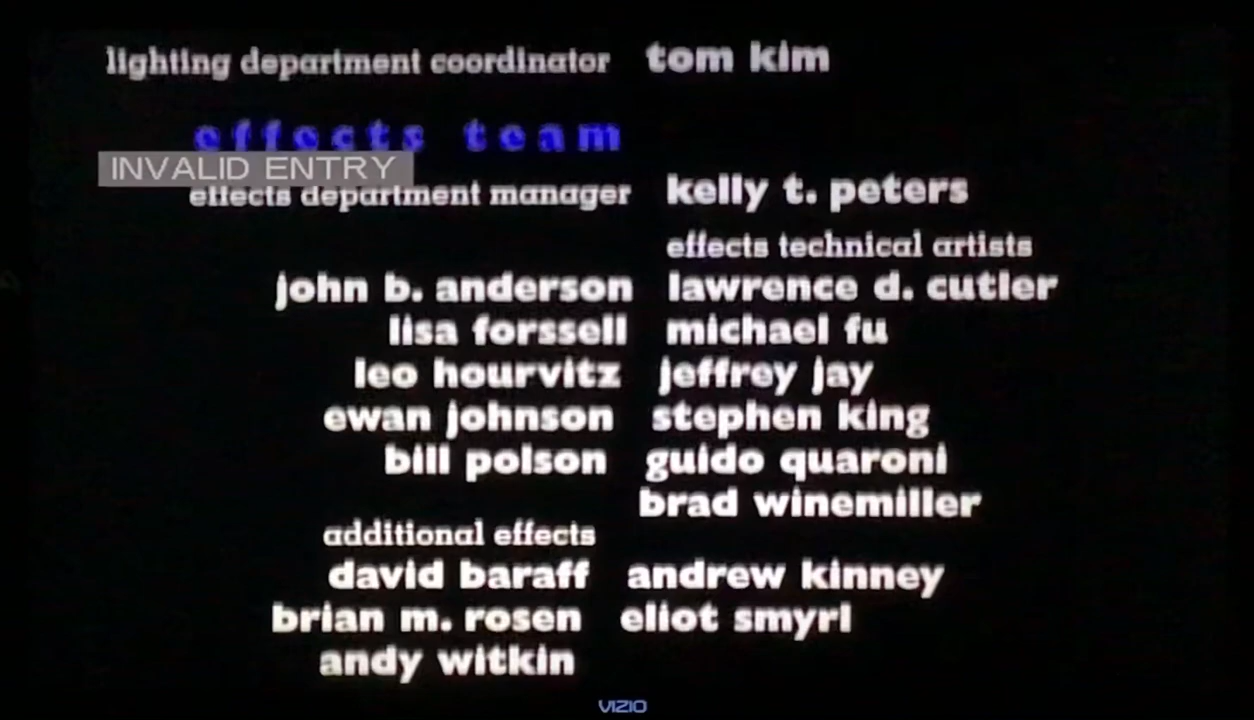 lighting department coordinator tom kim
effects team
INVALID ENTRY
effects department manager kelly t. peters
effects technical artists
john b. anderson lawrence d. cutler
lisa forssell michael fu
leo hourvitz jeffrey jay
ewan johnson stephen king
bill polson guido quaroni
brad winemiller
additional effects
david baraff andrew kinney
brian m. rosen eliot smyrl
andy witkin
VIZIO